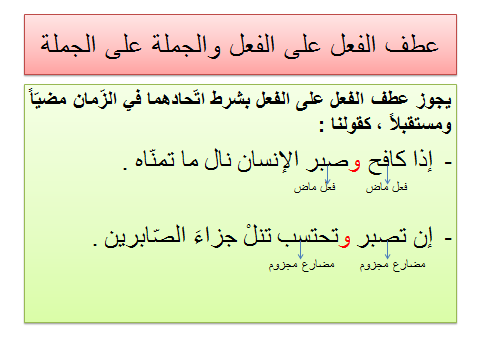 عطف الفعل على الفعل والجملة على الجملة
يجوز عطف الفعل على الفعل بشرط اتّحادهما في الزّمان مضيّاً
ومستقبلاً ، كقولنا :
- إذا كافح وصبر الإنسان نال ما تمنّاه .
فعل ماض فعل ماض
- إن تصبر وتحتسب تنلْ جزاءَ الصّابرين .
مضارع مجزوم مضارع مجزوم